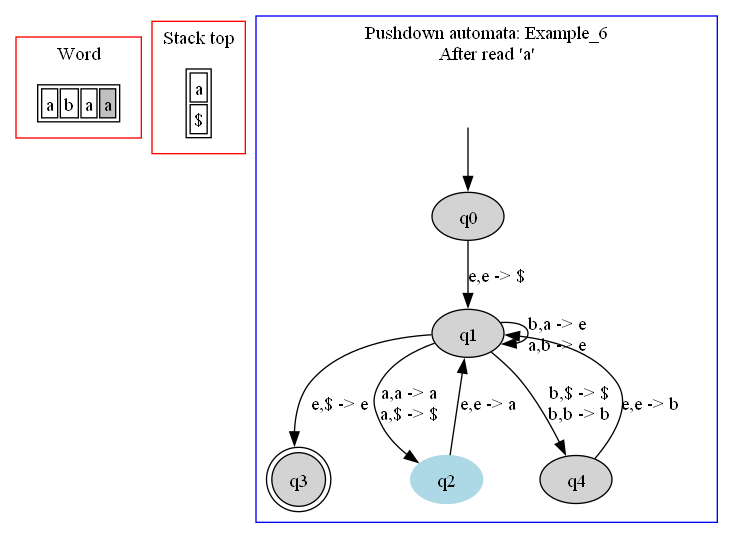 Word
a b a a
Stack top
a
$
Pushdown automata: Example_6
After read 'a'
q0
e,e -> $
q1
b,a -> e
a,b -> e
e,$ -> e
a,a -> a
a,$ -> $
e,e -> a
b,$ -> $
b,b -> b
e,e -> b
q3
q2
q4